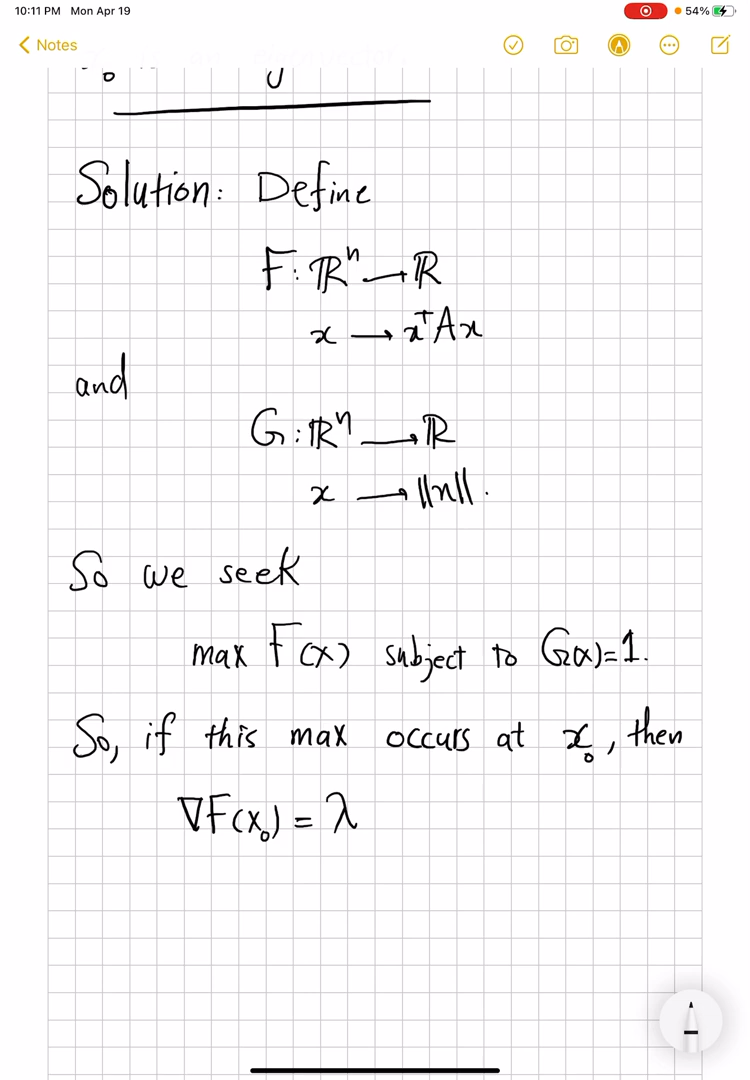 10:11 PM Mon Apr 19 54%
Notes
Solution: Define
F: ℝⁿ → ℝ
x → xᵀAx
and
G: ℝⁿ → ℝ
x → ||x||.
So we seek
max F(x) subject to G(x)=1.
So, if this max occurs at x₀, then
∇F(x₀) = λ